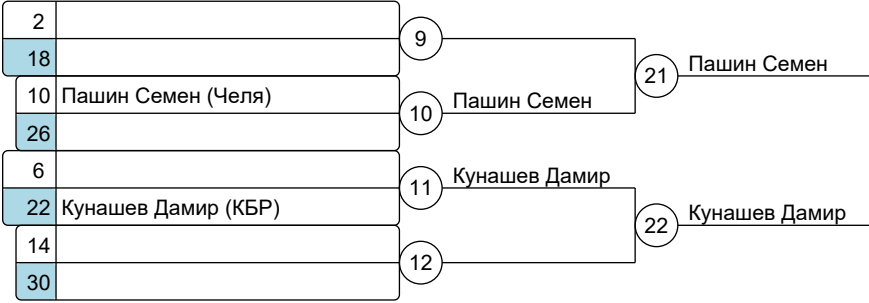 2
9
18
21
Пашин Семен
10
Пашин Семен (Челя)
10
Пашин Семен
26
6
11
Кунашев Дамир
22
Кунашев Дамир (КБР)
22
Кунашев Дамир
14
12
30